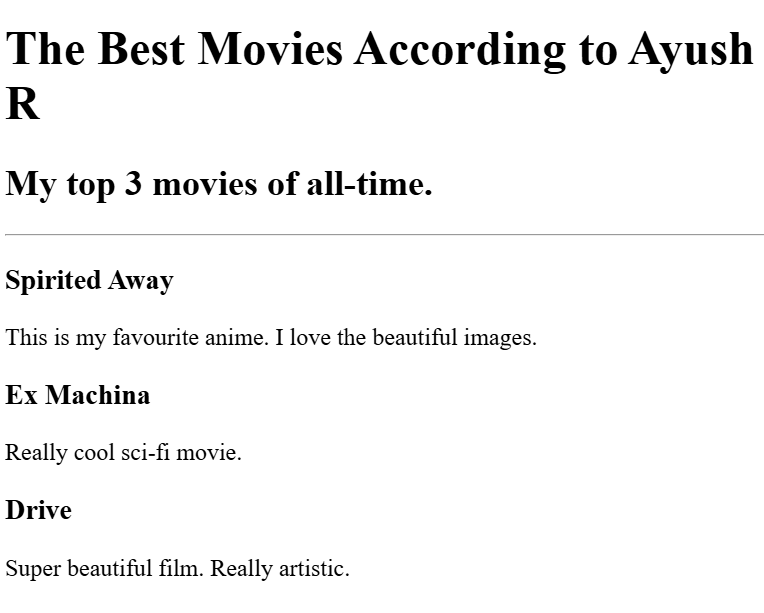 The Best Movies According to Ayush
R
My top 3 movies of all-time.
Spirited Away
This is my favourite anime. I love the beautiful images.
Ex Machina
Really cool sci-fi movie.
Drive
Super beautiful film. Really artistic.